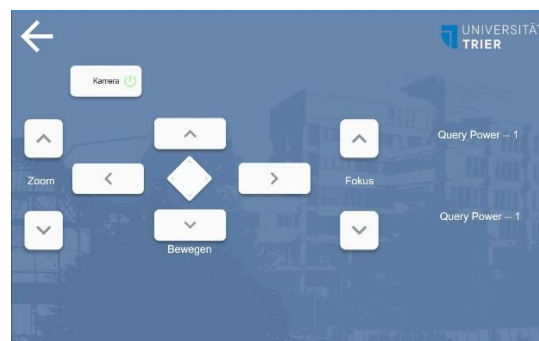 UNIVERSITÄT
TRIER
Kamera
Query Power – 1
Zoom
Fokus
Query Power – 1
Bewegen